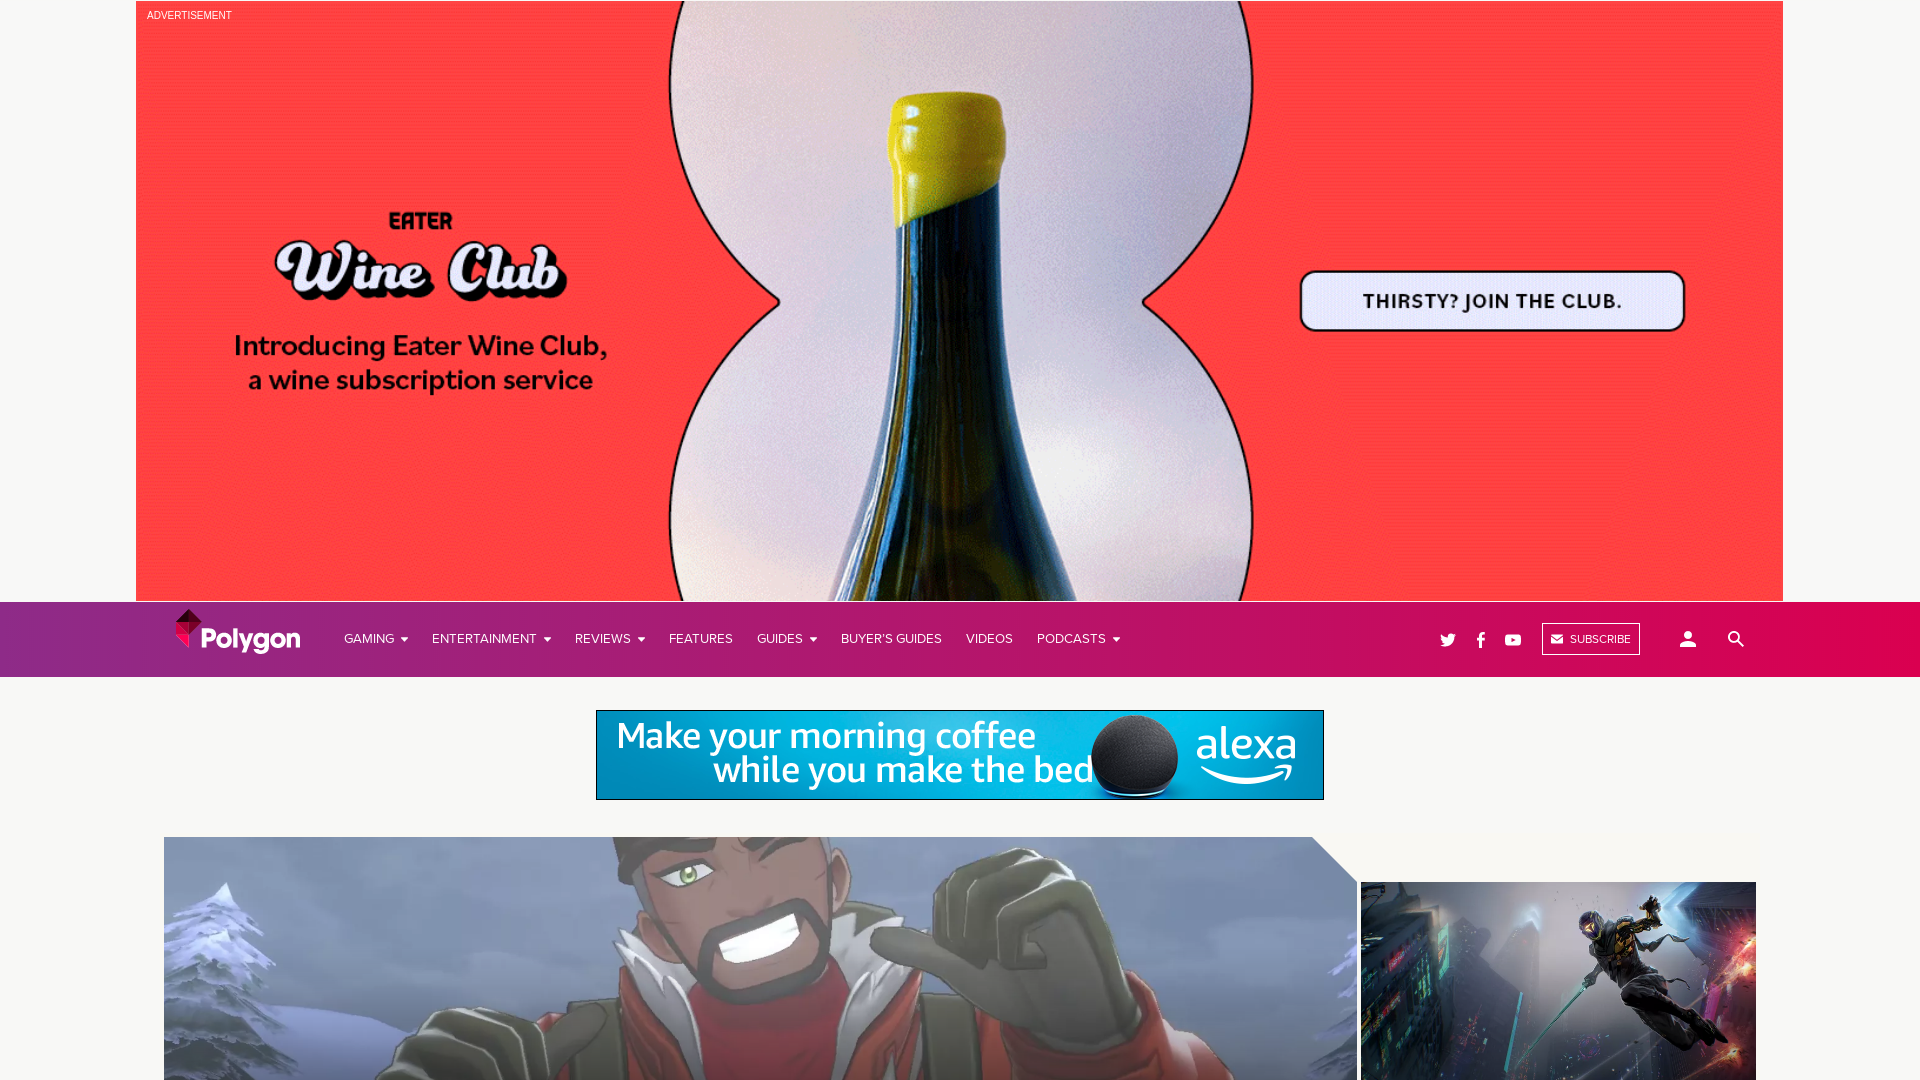 ADVERTISEMENT
EATER
Wine Club
Introducing Eater Wine Club,
a wine subscription service
THIRSTY? JOIN THE CLUB.
Polygon
GAMING
ENTERTAINMENT
REVIEWS
FEATURES
GUIDES
BUYER'S GUIDES
VIDEOS
PODCASTS
SUBSCRIBE
Make your morning coffee
while you make the bed
alexa